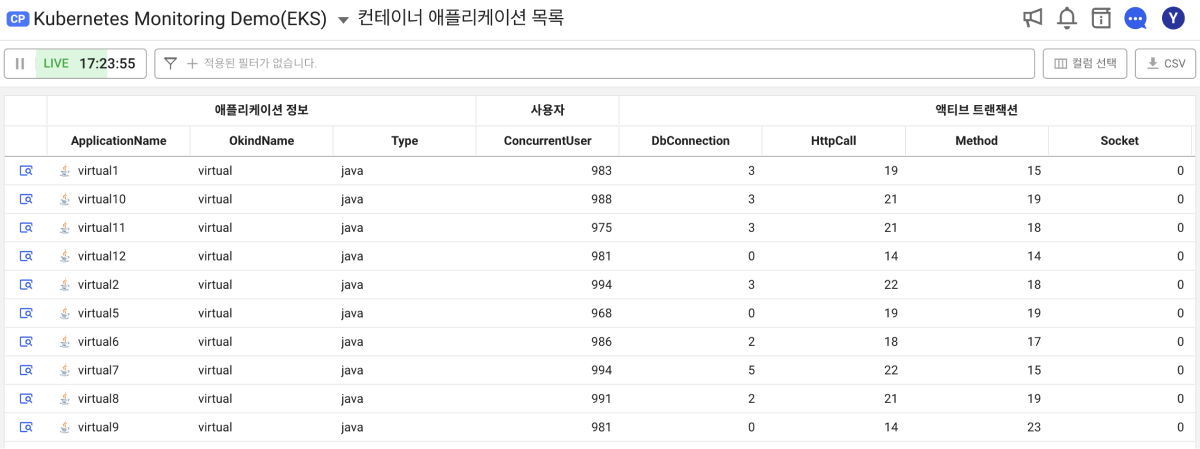 CP Kubernetes Monitoring Demo(EKS) 컨테이너 애플리케이션 목록 Y
LIVE 17:23:55 적용된 필터가 없습니다. 컬럼 선택 CSV
애플리케이션 정보 사용자 액티브 트랜잭션
ApplicationName OkindName Type ConcurrentUser DbConnection HttpCall Method Socket
virtual1 virtual java 983 3 19 15 0
virtual10 virtual java 988 3 21 19 0
virtual11 virtual java 975 3 21 18 0
virtual12 virtual java 981 0 14 14 0
virtual2 virtual java 994 3 22 18 0
virtual5 virtual java 968 0 19 19 0
virtual6 virtual java 986 2 18 17 0
virtual7 virtual java 994 5 22 15 0
virtual8 virtual java 991 2 21 19 0
virtual9 virtual java 981 0 14 23 0